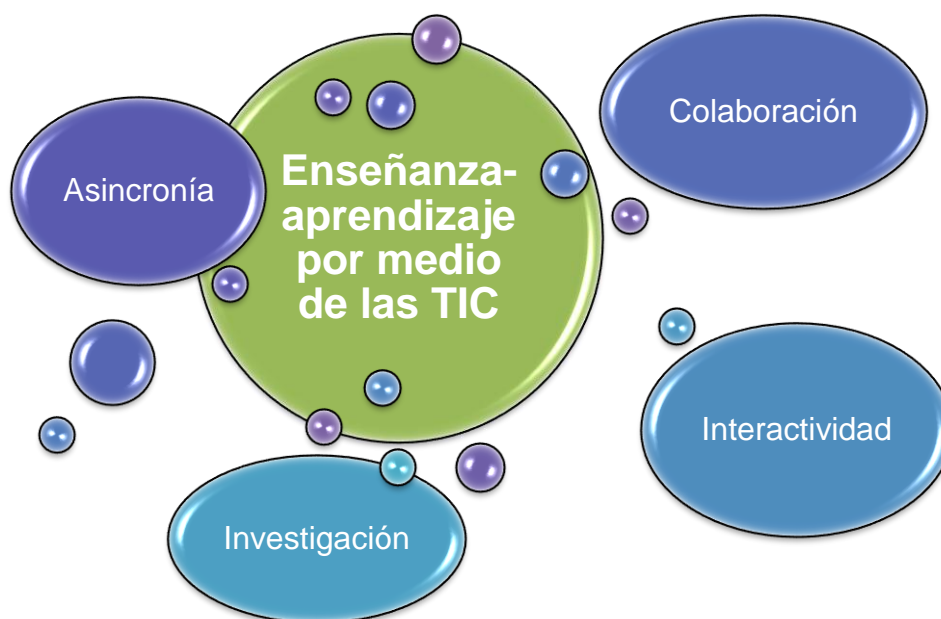 Colaboración
Asincronía
Enseñanza-
aprendizaje
por medio
de las TIC
Interactividad
Investigación